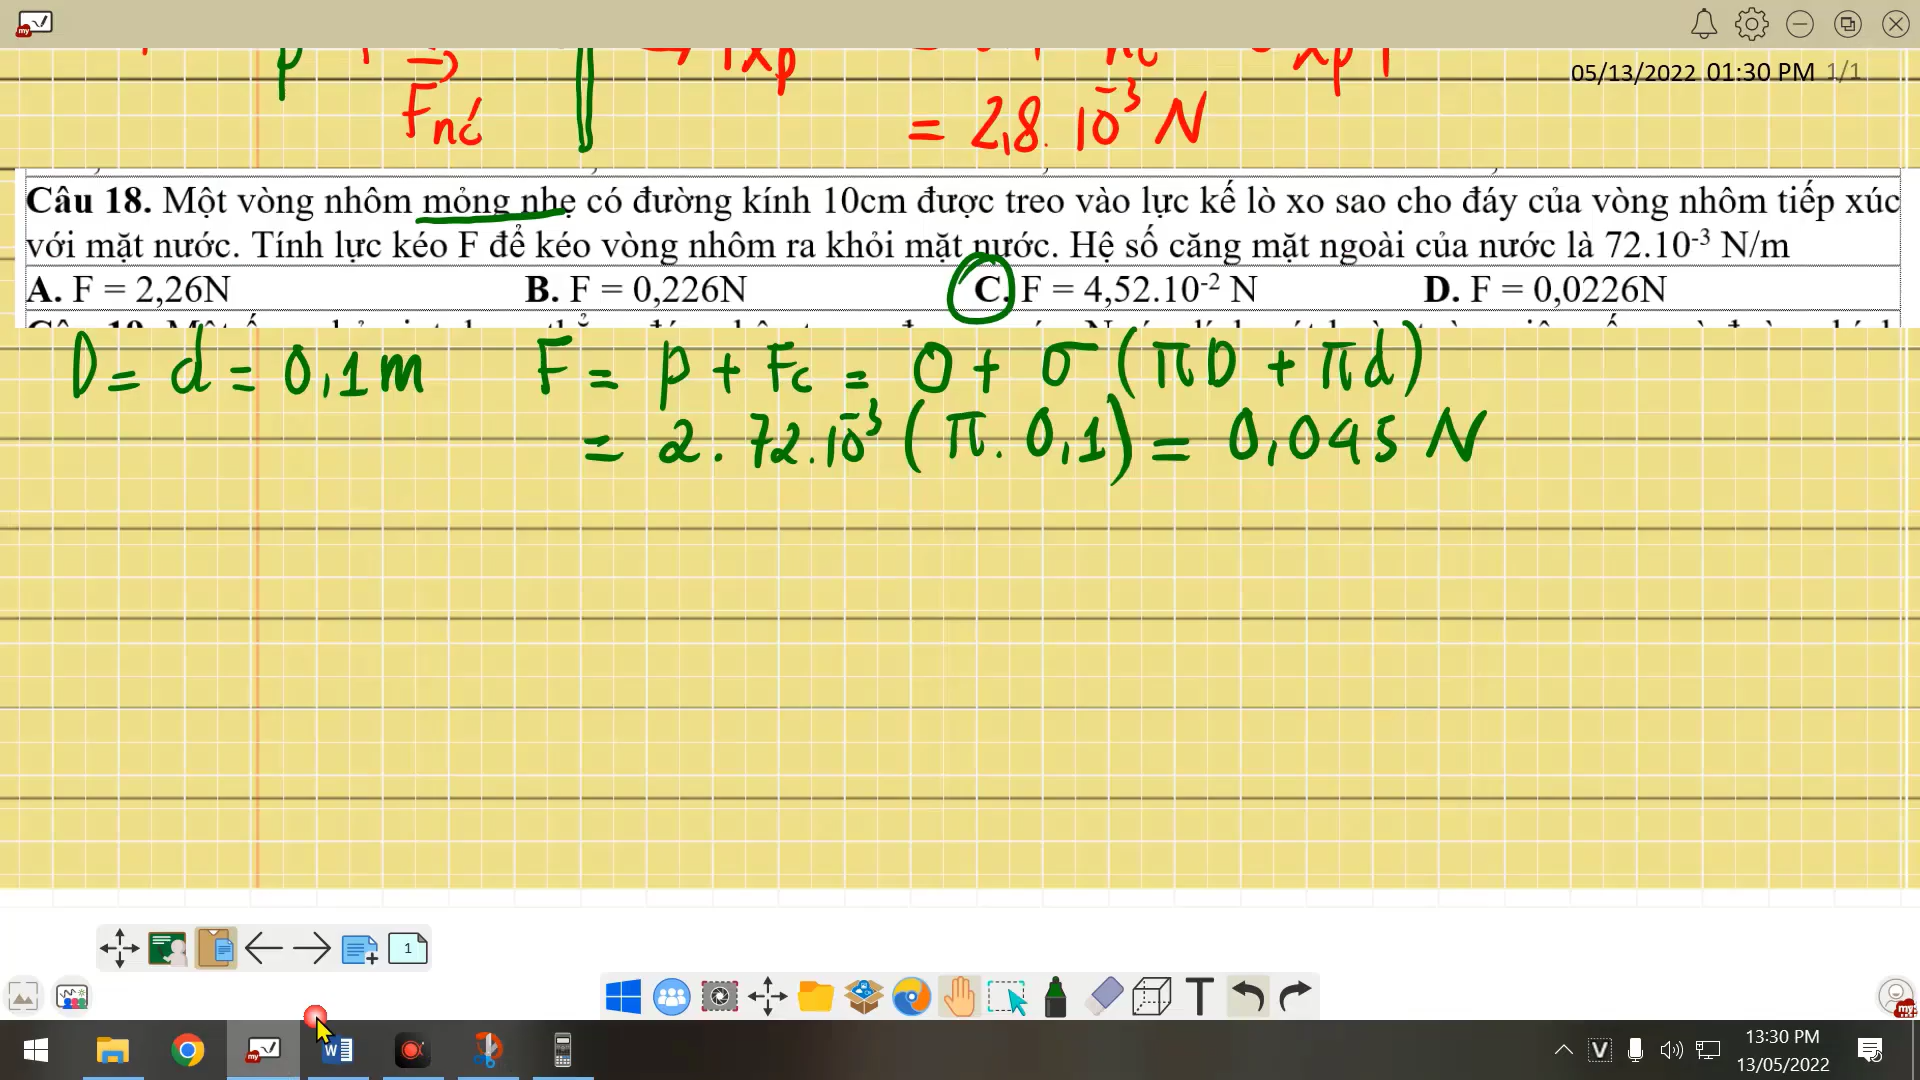 05/13/2022 01:30 PM 1/1
Fnc
= 2,8. 10⁻³ N
Câu 18. Một vòng nhôm mỏng nhẹ có đường kính 10cm được treo vào lực kế lò xo sao cho đáy của vòng nhôm tiếp xúc
với mặt nước. Tính lực kéo F để kéo vòng nhôm ra khỏi mặt nước. Hệ số căng mặt ngoài của nước là 72.10⁻³ N/m
A. F = 2,26N B. F = 0,226N C. F = 4,52.10⁻² N D. F = 0,0226N
D = d = 0,1m F = p + Fc = 0 + σ (πD + πd)
= 2. 72.10⁻³ (π. 0,1) = 0,045 N
1
13:30 PM
13/05/2022